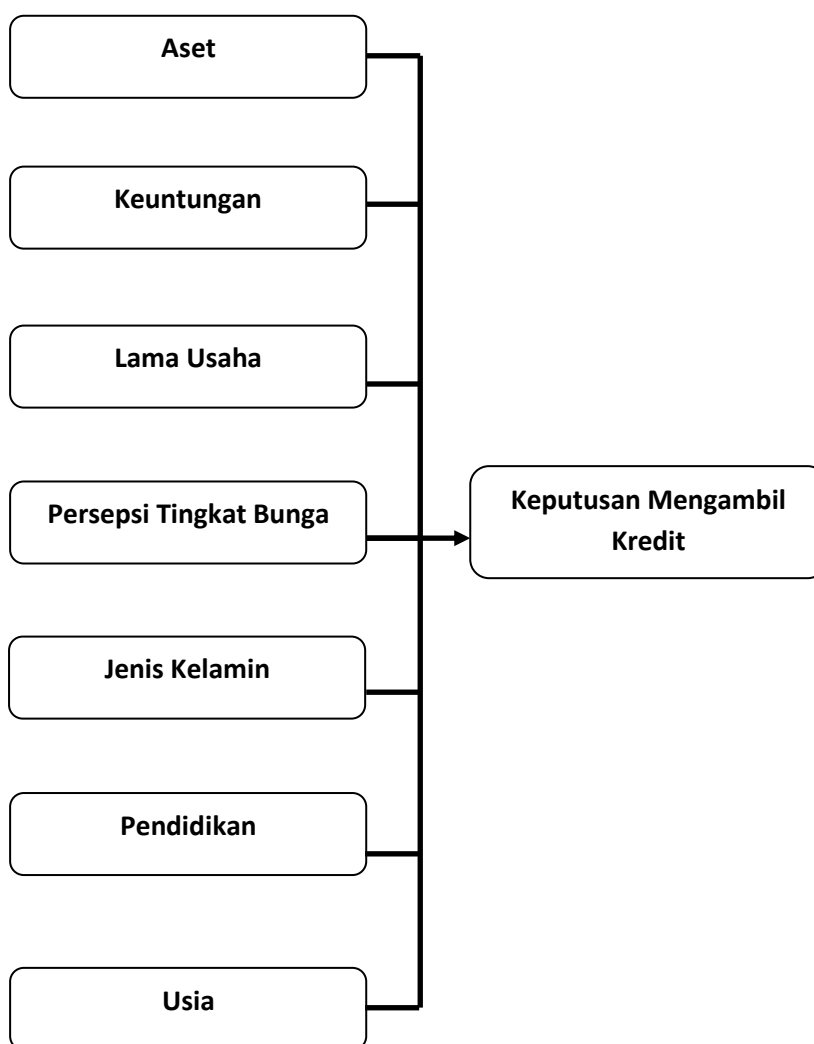 Aset
Keuntungan
Lama Usaha
Persepsi Tingkat Bunga
Keputusan Mengambil
Kredit
Jenis Kelamin
Pendidikan
Usia